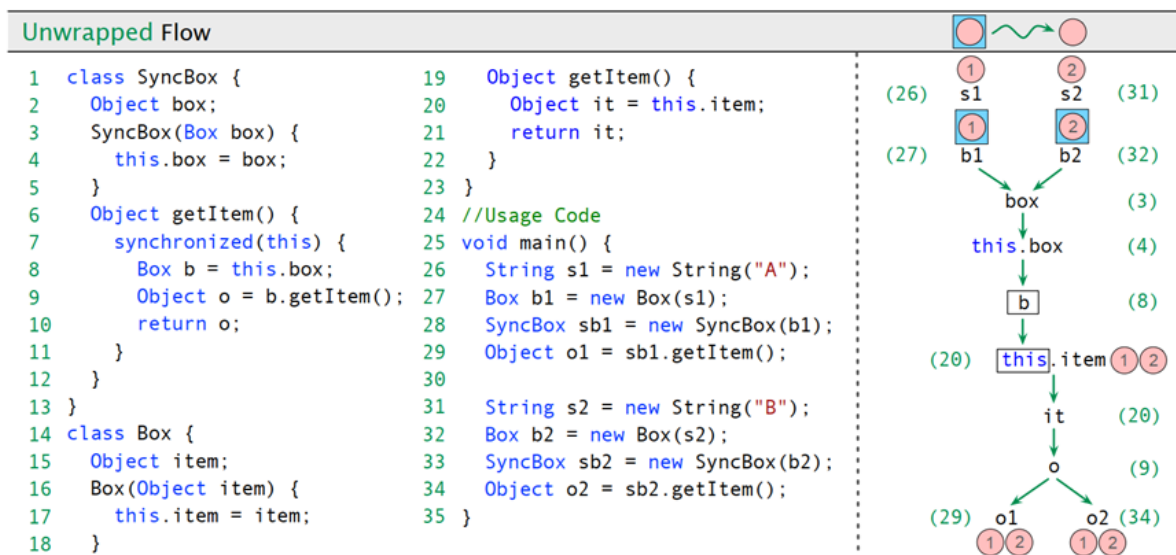 Unwrapped Flow
1 class SyncBox {
2 Object box;
3 SyncBox(Box box) {
4 this.box = box;
5 }
6 Object getItem() {
7 synchronized(this) {
8 Box b = this.box;
9 Object o = b.getItem();
10 return o;
11 }
12 }
13 }
14 class Box {
15 Object item;
16 Box(Object item) {
17 this.item = item;
18 }
19 Object getItem() {
20 Object it = this.item;
21 return it;
22 }
23 }
24 //Usage Code
25 void main() {
26 String s1 = new String("A");
27 Box b1 = new Box(s1);
28 SyncBox sb1 = new SyncBox(b1);
29 Object o1 = sb1.getItem();
30
31 String s2 = new String("B");
32 Box b2 = new Box(s2);
33 SyncBox sb2 = new SyncBox(b2);
34 Object o2 = sb2.getItem();
35 }
1 2
(26) s1 s2 (31)
1 2
(27) b1 b2 (32)
box (3)
this.box (4)
b (8)
(20) this.item 1 2
it (20)
o (9)
(29) o1 o2 (34)
1 2 1 2